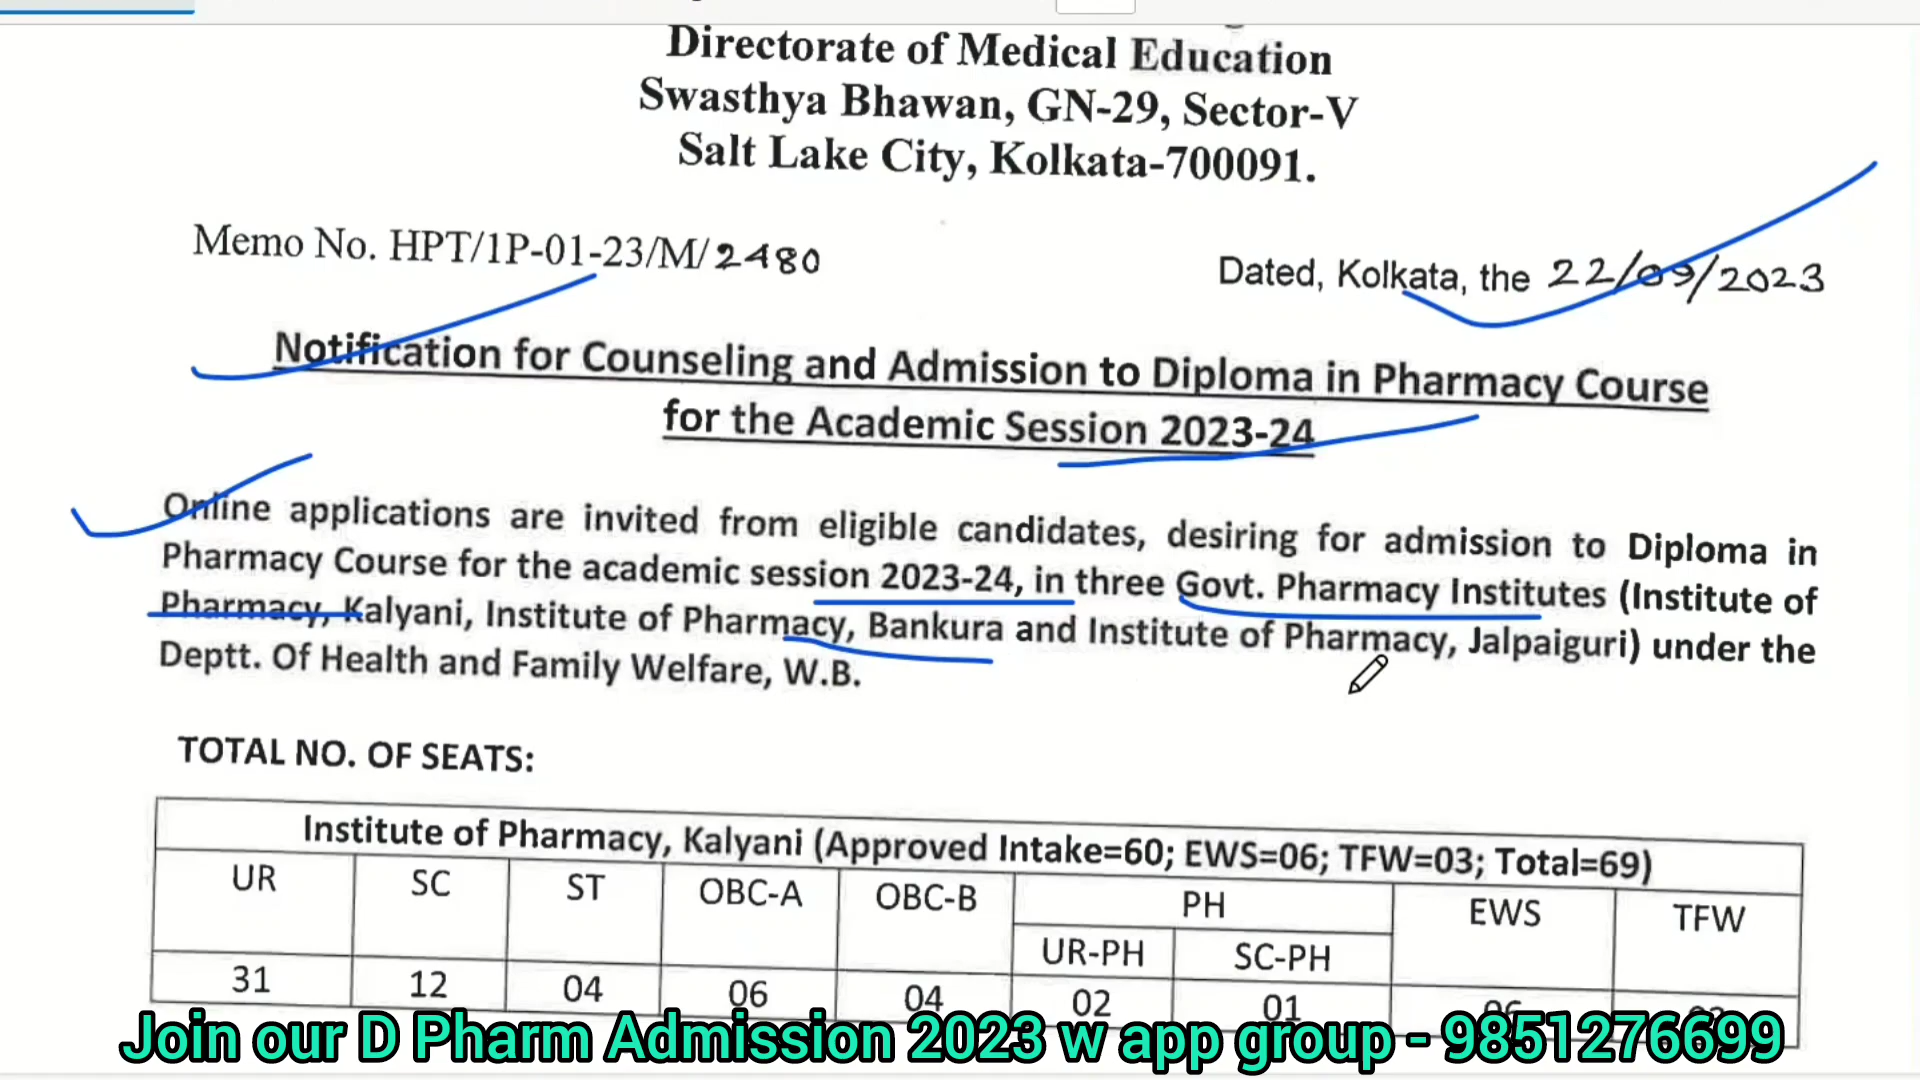 Directorate of Medical Education
Swasthya Bhawan, GN-29, Sector-V
Salt Lake City, Kolkata-700091.
Memo No. HPT/1P-01-23/M/2480
Dated, Kolkata, the 22/09/2023
Notification for Counseling and Admission to Diploma in Pharmacy Course
for the Academic Session 2023-24
Online applications are invited from eligible candidates, desiring for admission to Diploma in
Pharmacy Course for the academic session 2023-24, in three Govt. Pharmacy Institutes (Institute of
Pharmacy, Kalyani, Institute of Pharmacy, Bankura and Institute of Pharmacy, Jalpaiguri) under the
Deptt. Of Health and Family Welfare, W.B.
TOTAL NO. OF SEATS:
Institute of Pharmacy, Kalyani (Approved Intake=60; EWS=06; TFW=03; Total=69)
UR SC ST OBC-A OBC-B PH EWS TFW
UR-PH SC-PH
31 12 04 06 04 02 01 06
Join our D Pharm Admission 2023 w app group - 9851276699